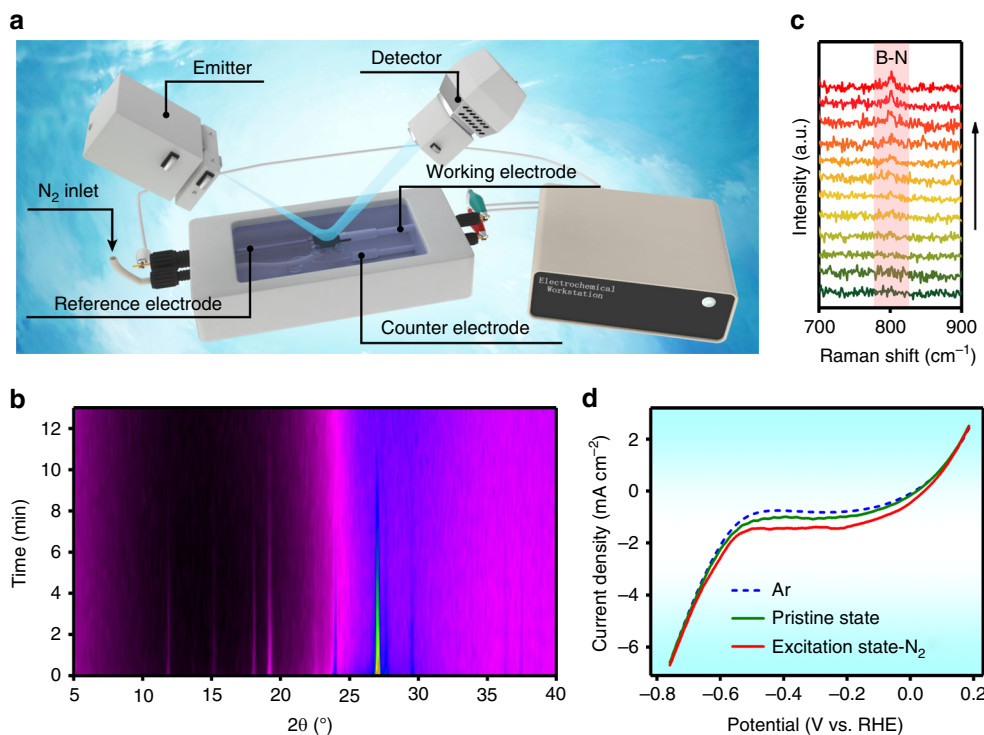 a
Emitter
Detector
N₂ inlet
Working electrode
Reference electrode
Counter electrode
Electrochemical
Workstation
c
B-N
Intensity (a.u.)
700 800 900
Raman shift (cm⁻¹)
b
12
10
8
6
4
2
0
Time (min)
5 10 15 20 25 30 35 40
2θ (°)
d
2
0
−2
−4
−6
Current density (mA cm⁻²)
Ar
Pristine state
Excitation state-N₂
−0.8 −0.6 −0.4 −0.2 0.0 0.2
Potential (V vs. RHE)